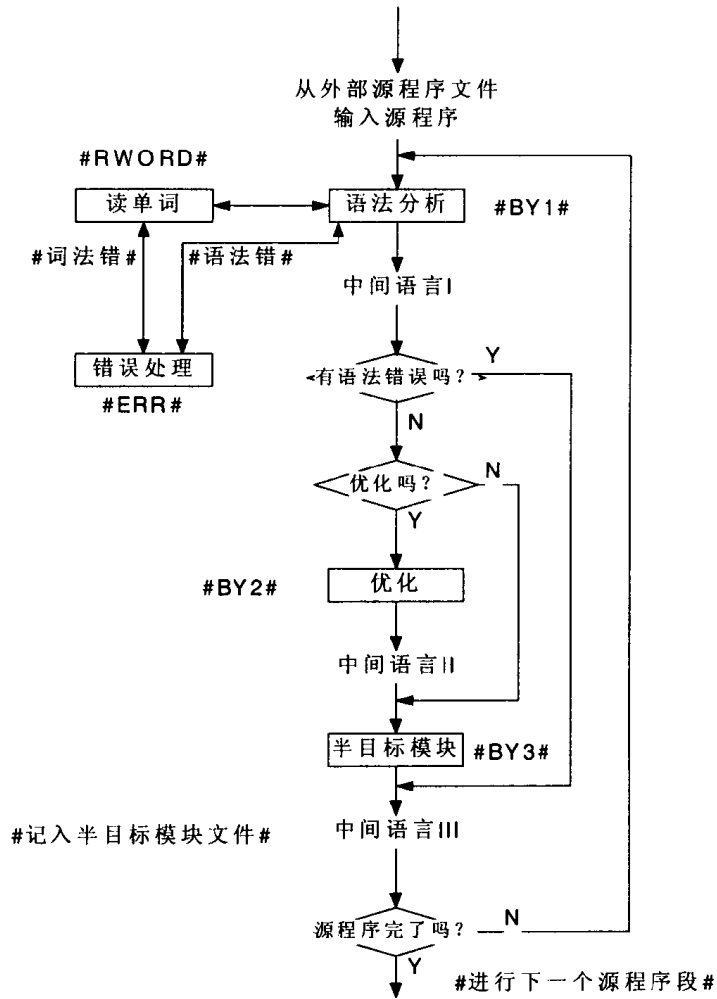 从外部源程序文件
输入源程序
#RWORD#
读单词
语法分析
#BY1#
#词法错#
#语法错#
中间语言I
错误处理
#ERR#
有语法错误吗?
Y
N
优化吗?
N
Y
#BY2#
优化
中间语言II
半目标模块
#BY3#
#记入半目标模块文件#
中间语言III
源程序完了吗?
N
Y
#进行下一个源程序段#